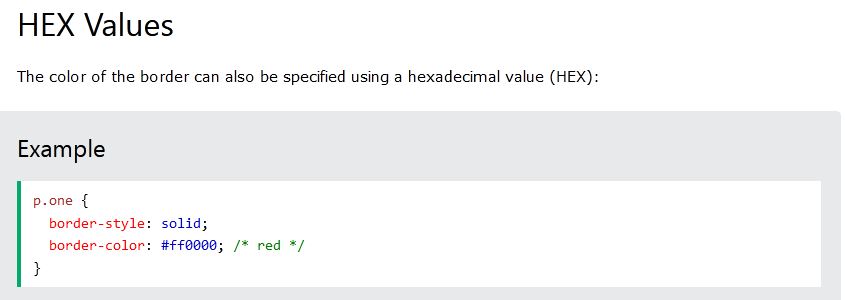 HEX Values
The color of the border can also be specified using a hexadecimal value (HEX):
Example
p.one {
  border-style: solid;
  border-color: #ff0000; /* red */
}